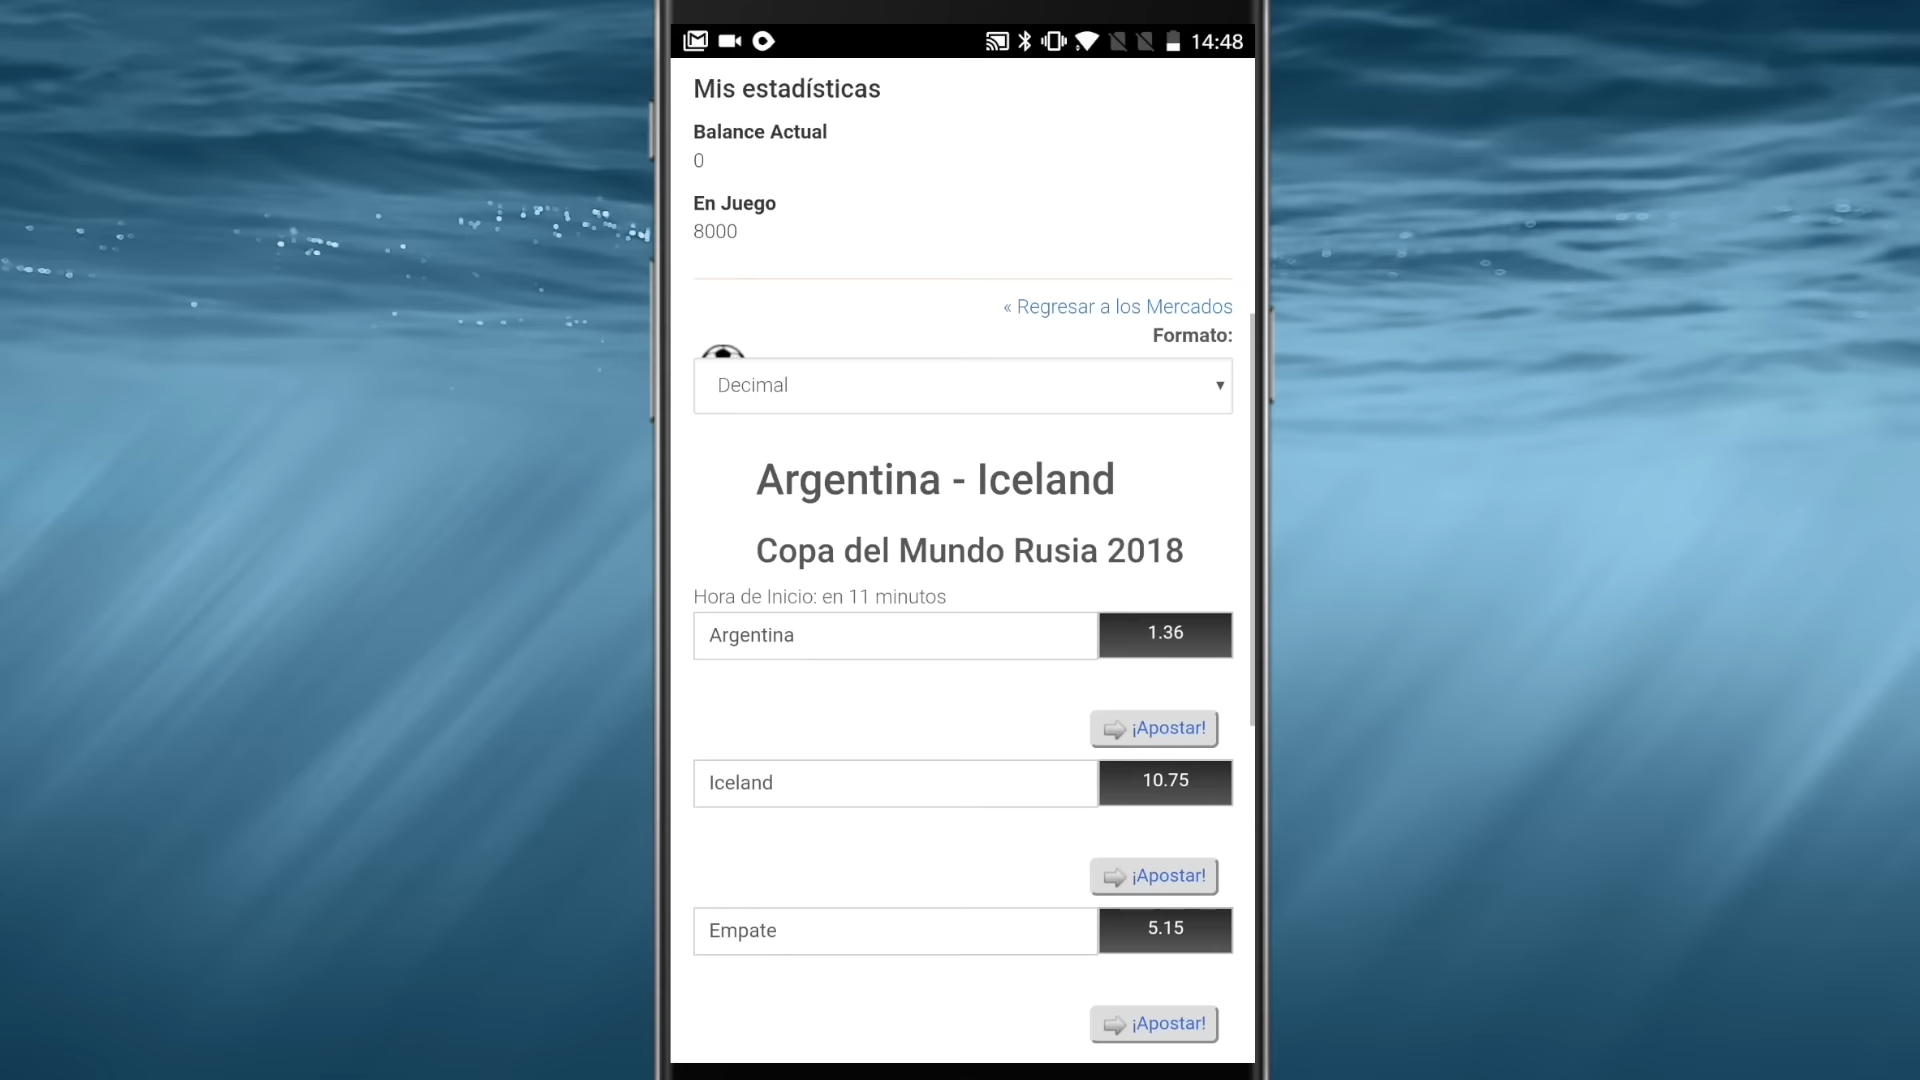 14:48
Mis estadísticas
Balance Actual
0
En Juego
8000
« Regresar a los Mercados
Formato:
Decimal
Argentina - Iceland
Copa del Mundo Rusia 2018
Hora de Inicio: en 11 minutos
Argentina 1.36
¡Apostar!
Iceland 10.75
¡Apostar!
Empate 5.15
¡Apostar!